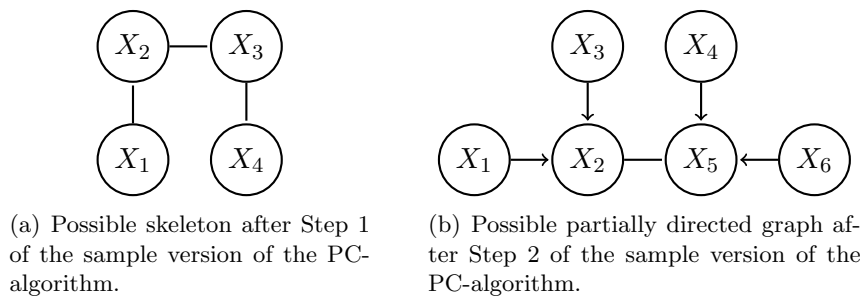 X2 X3
X1 X4
(a) Possible skeleton after Step 1
of the sample version of the PC-
algorithm.
X3 X4
X1 X2 X5 X6
(b) Possible partially directed graph af-
ter Step 2 of the sample version of the
PC-algorithm.